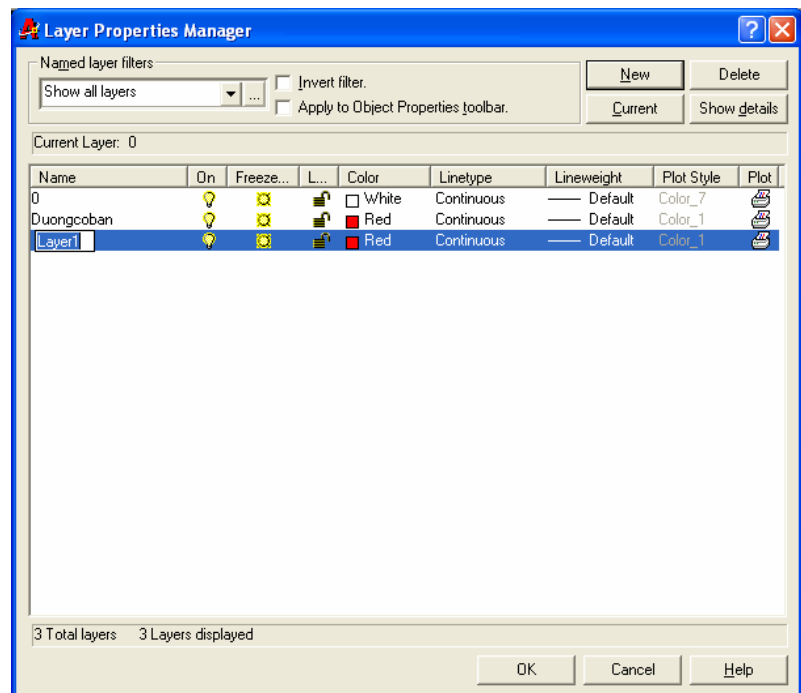 Layer Properties Manager
Named layer filters
Show all layers
...
Invert filter.
Apply to Object Properties toolbar.
New
Delete
Current
Show details
Current Layer: 0
Name On Freeze... L... Color Linetype Lineweight Plot Style Plot
0 White Continuous Default Color_7
Duongcoban Red Continuous Default Color_1
Layer1 Red Continuous Default Color_1
3 Total layers 3 Layers displayed
OK Cancel Help